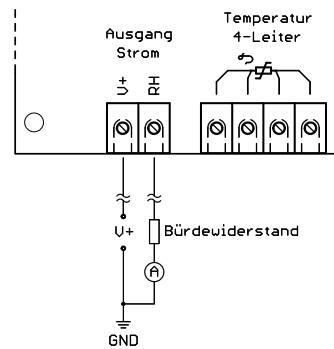 Ausgang
Strom
Temperatur
4-Leiter
V+
RH
ϑ
V+
Bürdewiderstand
A
GND